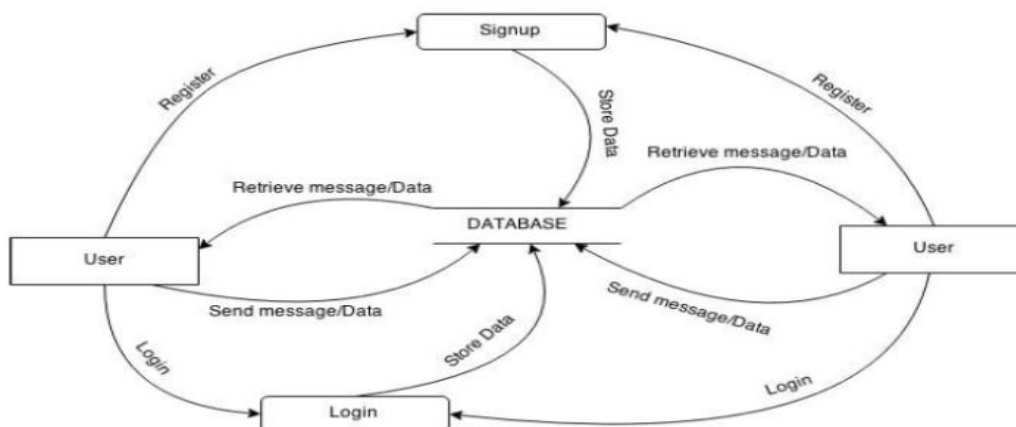 Signup
Register
Register
Store Data
Retrieve message/Data
Retrieve message/Data
DATABASE
User
User
Send message/Data
Send message/Data
Login
Store Data
Login
Login